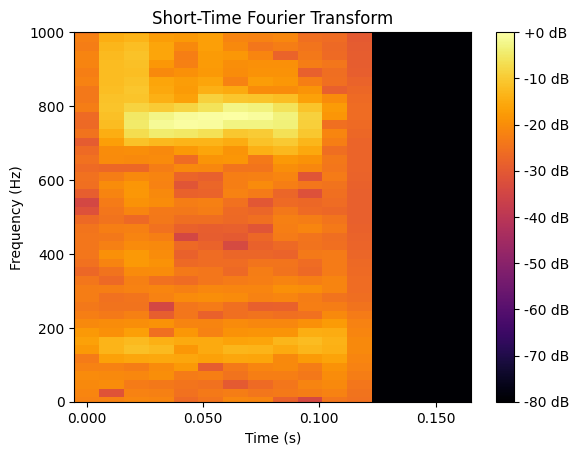 Short-Time Fourier Transform
1000
800
600
400
200
0
Frequency (Hz)
0.000
0.050
0.100
0.150
Time (s)
+0 dB
-10 dB
-20 dB
-30 dB
-40 dB
-50 dB
-60 dB
-70 dB
-80 dB